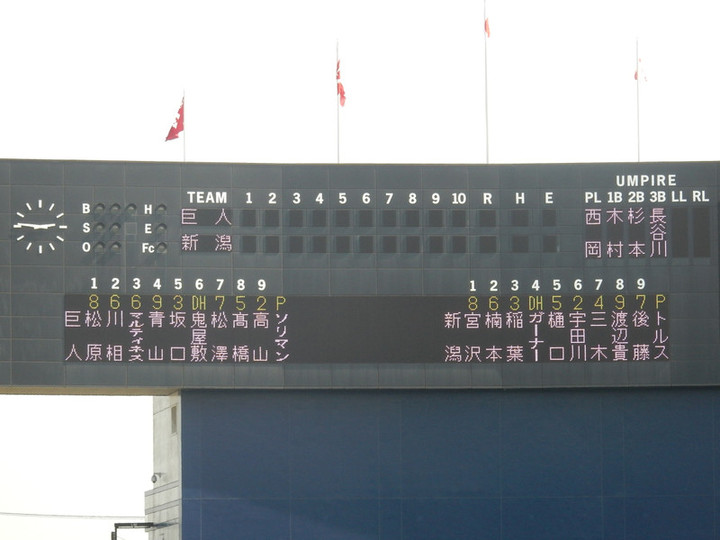 UMPIRE
B H TEAM 1 2 3 4 5 6 7 8 9 10 R H E PL 1B 2B 3B LL RL
S E 巨人 西岡 木村 杉本 長谷川
O Fc 新潟
1 2 3 4 5 6 7 8 9
8 6 6 9 3 DH 7 5 2 P
巨人 松原 川相 マルティネス 青山 坂口 鬼屋敷 松澤 髙橋 高山 ソリマン
1 2 3 4 5 6 7 8 9
8 6 3 DH 5 2 4 9 7 P
新潟 宮沢 楠本 稲葉 ガーナー 樋口 宇田川 三木 渡辺貴 後藤 トルス